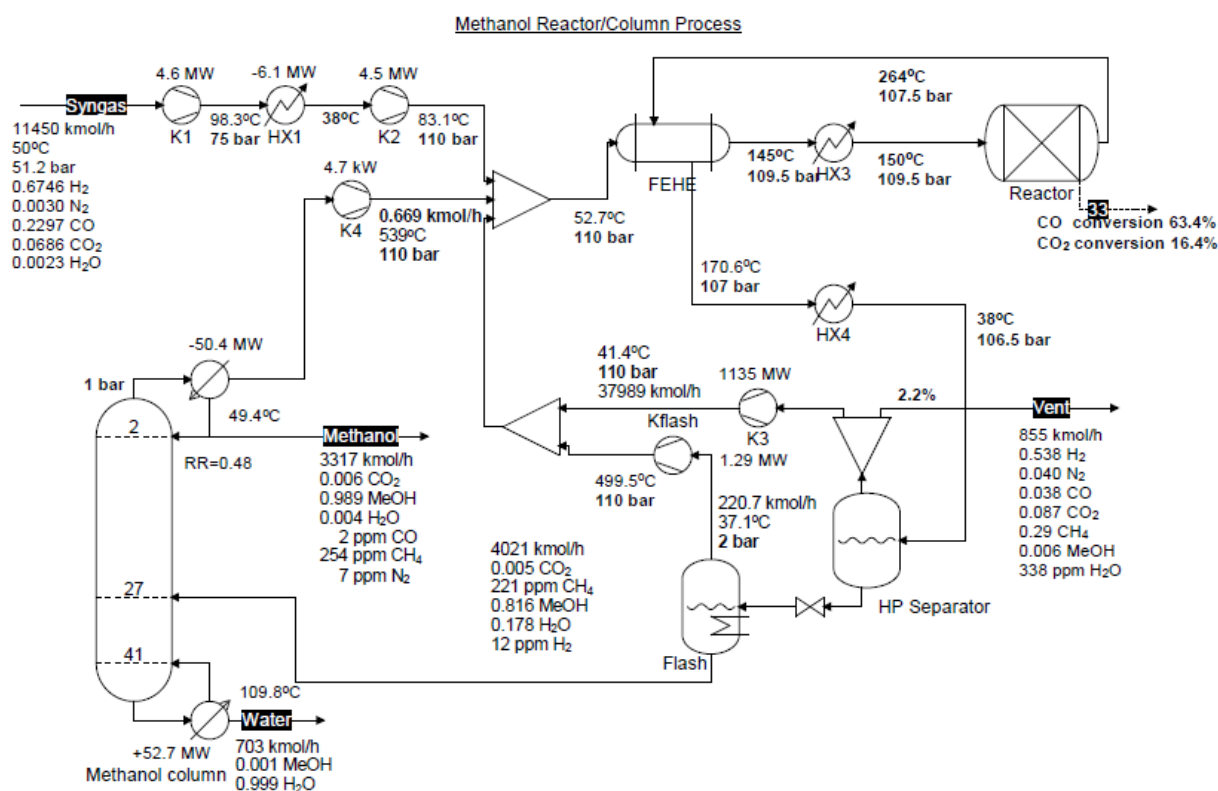 Methanol Reactor/Column Process
4.6 MW
-6.1 MW
4.5 MW
Syngas
K1
98.3ºC
75 bar
HX1
38ºC
K2
83.1ºC
110 bar
11450 kmol/h
50ºC
51.2 bar
0.6746 H₂
0.0030 N₂
0.2297 CO
0.0686 CO₂
0.0023 H₂O
4.7 kW
K4
0.669 kmol/h
539ºC
110 bar
52.7ºC
110 bar
FEHE
145ºC
109.5 bar
HX3
150ºC
109.5 bar
264ºC
107.5 bar
Reactor
33
CO conversion 63.4%
CO₂ conversion 16.4%
170.6ºC
107 bar
HX4
38ºC
106.5 bar
-50.4 MW
1 bar
49.4ºC
2
RR=0.48
Methanol
3317 kmol/h
0.006 CO₂
0.989 MeOH
0.004 H₂O
2 ppm CO
254 ppm CH₄
7 ppm N₂
41.4ºC
110 bar
37989 kmol/h
1135 MW
K3
2.2%
Vent
855 kmol/h
0.538 H₂
0.040 N₂
0.038 CO
0.087 CO₂
0.29 CH₄
0.006 MeOH
338 ppm H₂O
Kflash
1.29 MW
499.5ºC
110 bar
220.7 kmol/h
37.1ºC
2 bar
4021 kmol/h
0.005 CO₂
221 ppm CH₄
0.816 MeOH
0.178 H₂O
12 ppm H₂
HP Separator
Flash
27
41
109.8ºC
Water
+52.7 MW
Methanol column
703 kmol/h
0.001 MeOH
0.999 H₂O